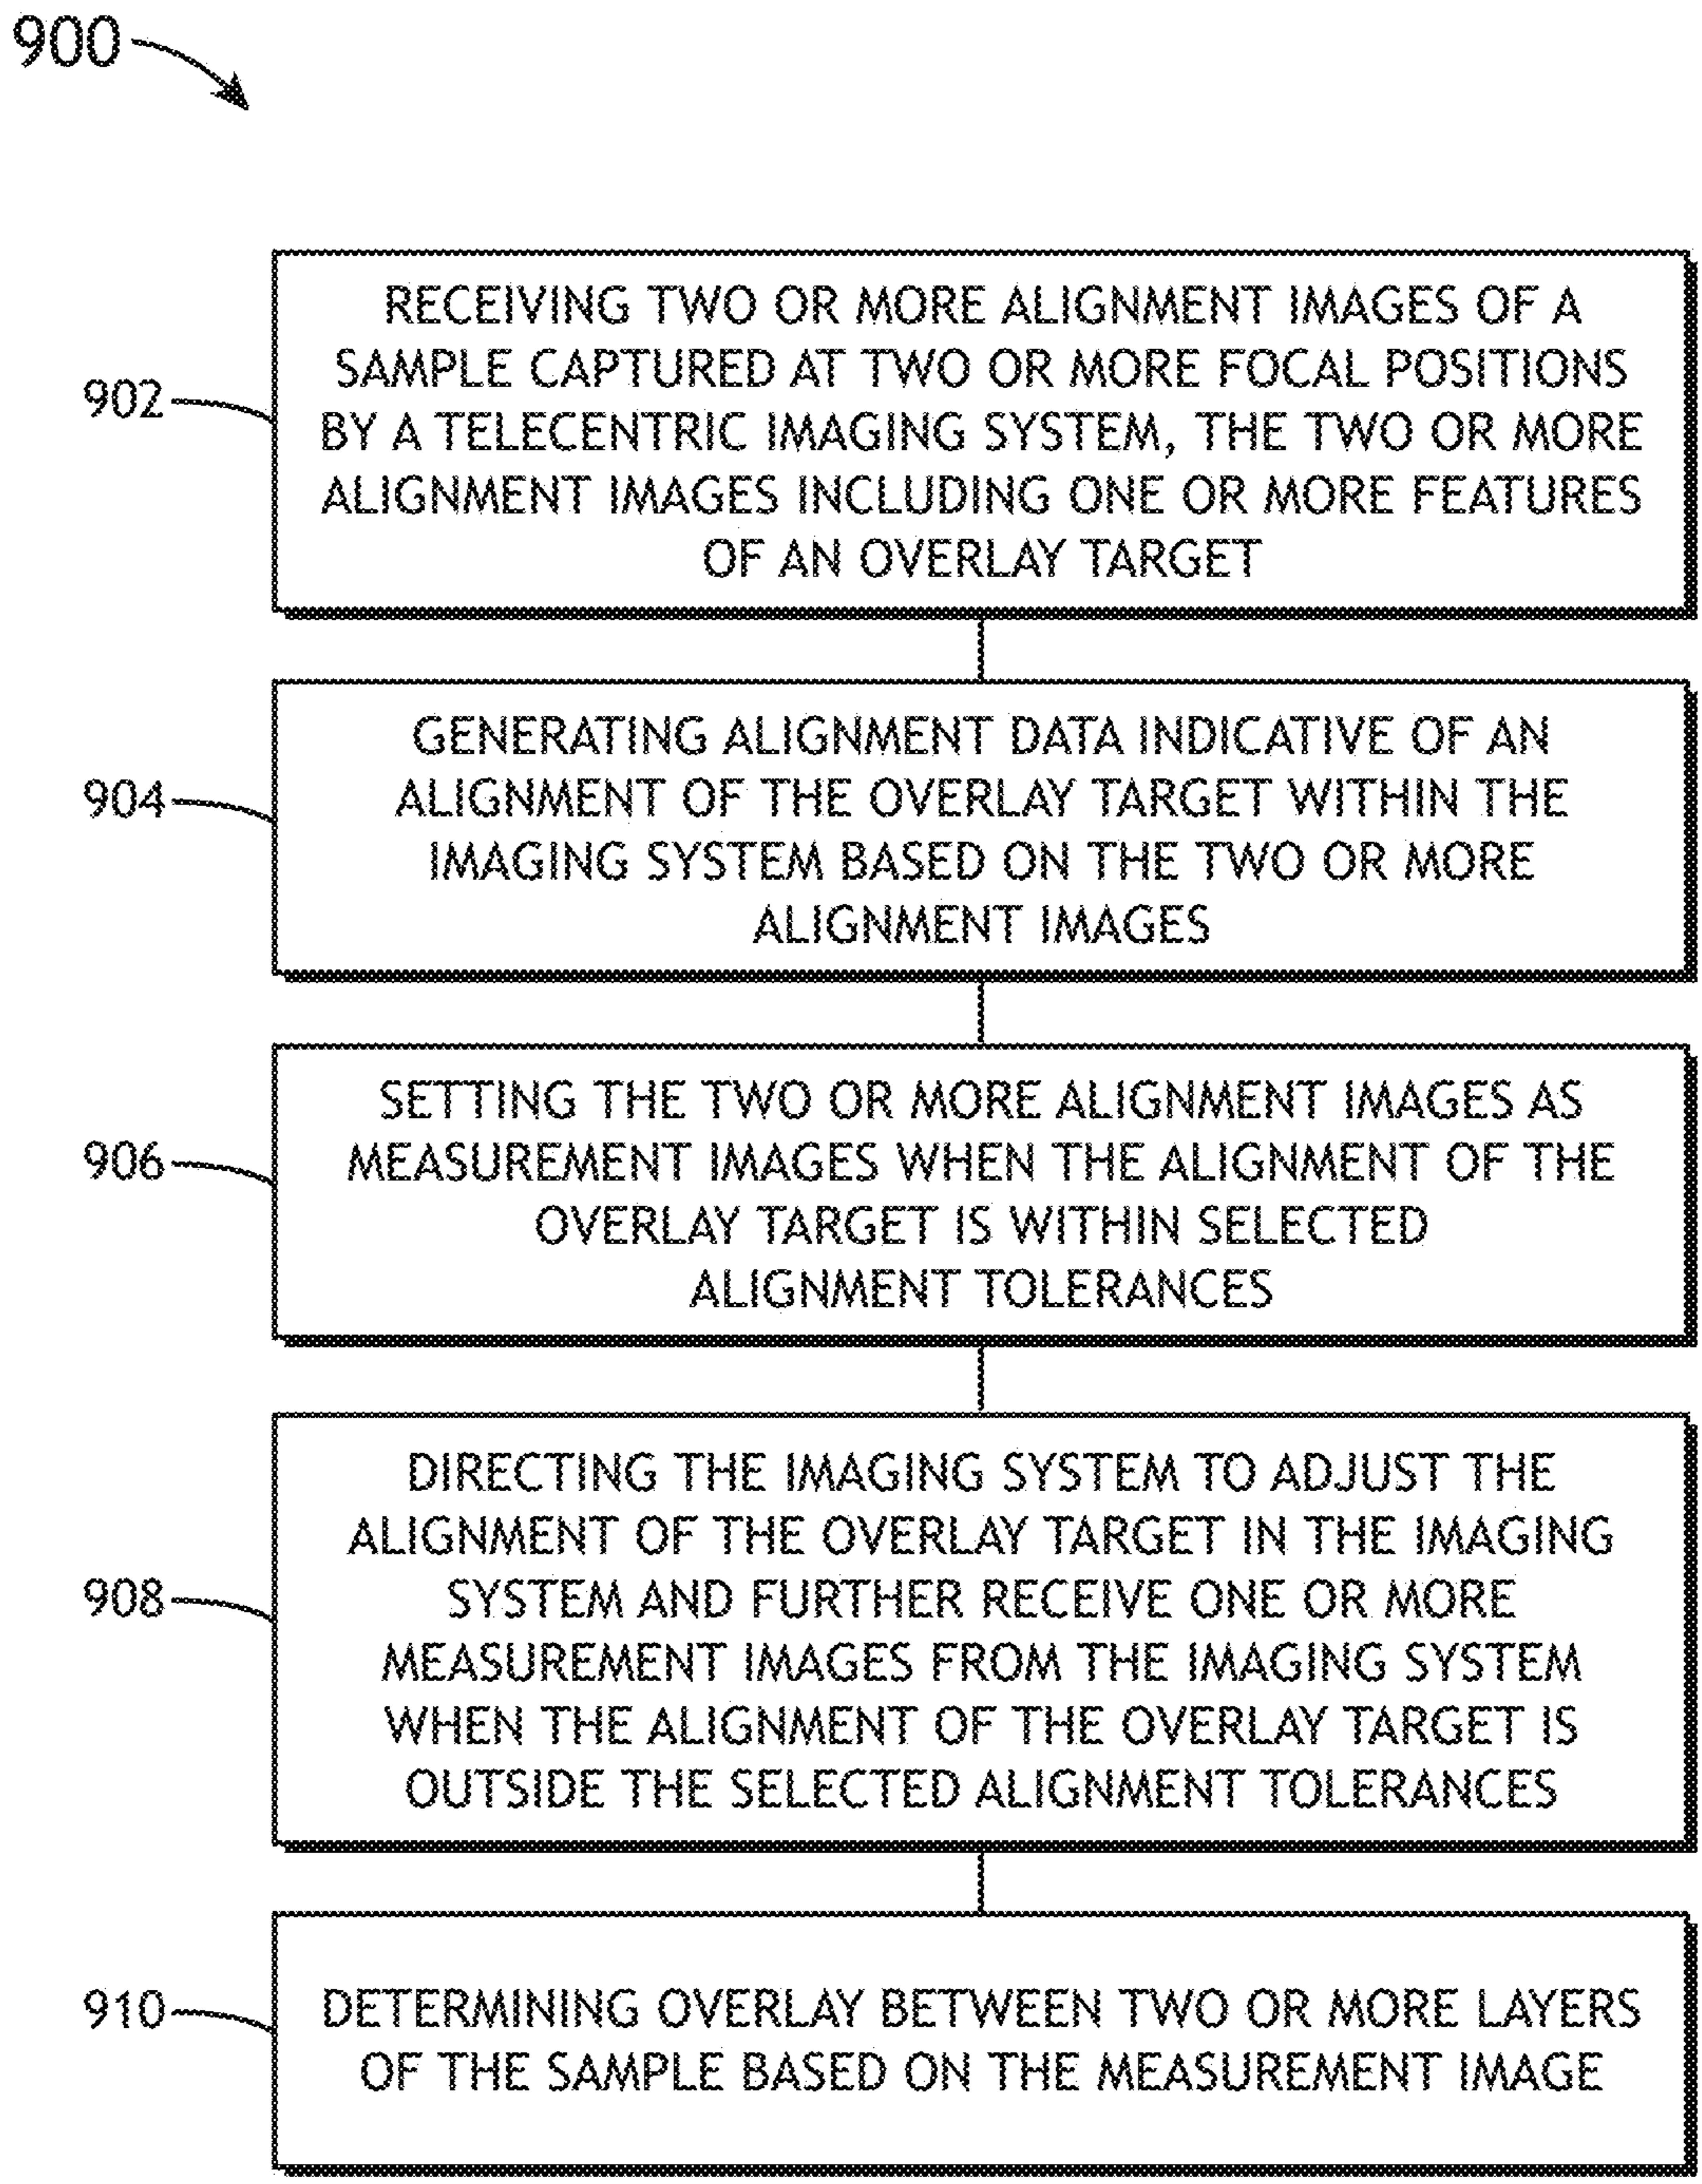 900
902
RECEIVING TWO OR MORE ALIGNMENT IMAGES OF A
SAMPLE CAPTURED AT TWO OR MORE FOCAL POSITIONS
BY A TELECENTRIC IMAGING SYSTEM, THE TWO OR MORE
ALIGNMENT IMAGES INCLUDING ONE OR MORE FEATURES
OF AN OVERLAY TARGET
904
GENERATING ALIGNMENT DATA INDICATIVE OF AN
ALIGNMENT OF THE OVERLAY TARGET WITHIN THE
IMAGING SYSTEM BASED ON THE TWO OR MORE
ALIGNMENT IMAGES
906
SETTING THE TWO OR MORE ALIGNMENT IMAGES AS
MEASUREMENT IMAGES WHEN THE ALIGNMENT OF THE
OVERLAY TARGET IS WITHIN SELECTED
ALIGNMENT TOLERANCES
908
DIRECTING THE IMAGING SYSTEM TO ADJUST THE
ALIGNMENT OF THE OVERLAY TARGET IN THE IMAGING
SYSTEM AND FURTHER RECEIVE ONE OR MORE
MEASUREMENT IMAGES FROM THE IMAGING SYSTEM
WHEN THE ALIGNMENT OF THE OVERLAY TARGET IS
OUTSIDE THE SELECTED ALIGNMENT TOLERANCES
910
DETERMINING OVERLAY BETWEEN TWO OR MORE LAYERS
OF THE SAMPLE BASED ON THE MEASUREMENT IMAGE